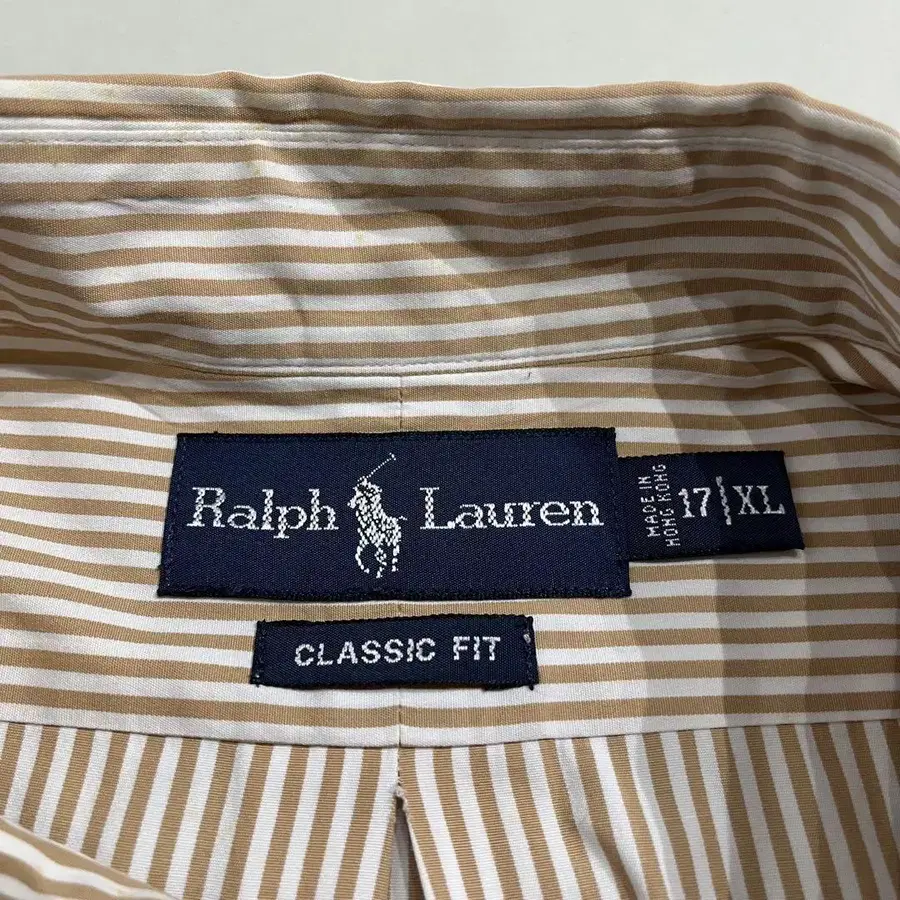 Ralph Lauren
MADE IN
HONG KONG
17|XL
CLASSIC FIT